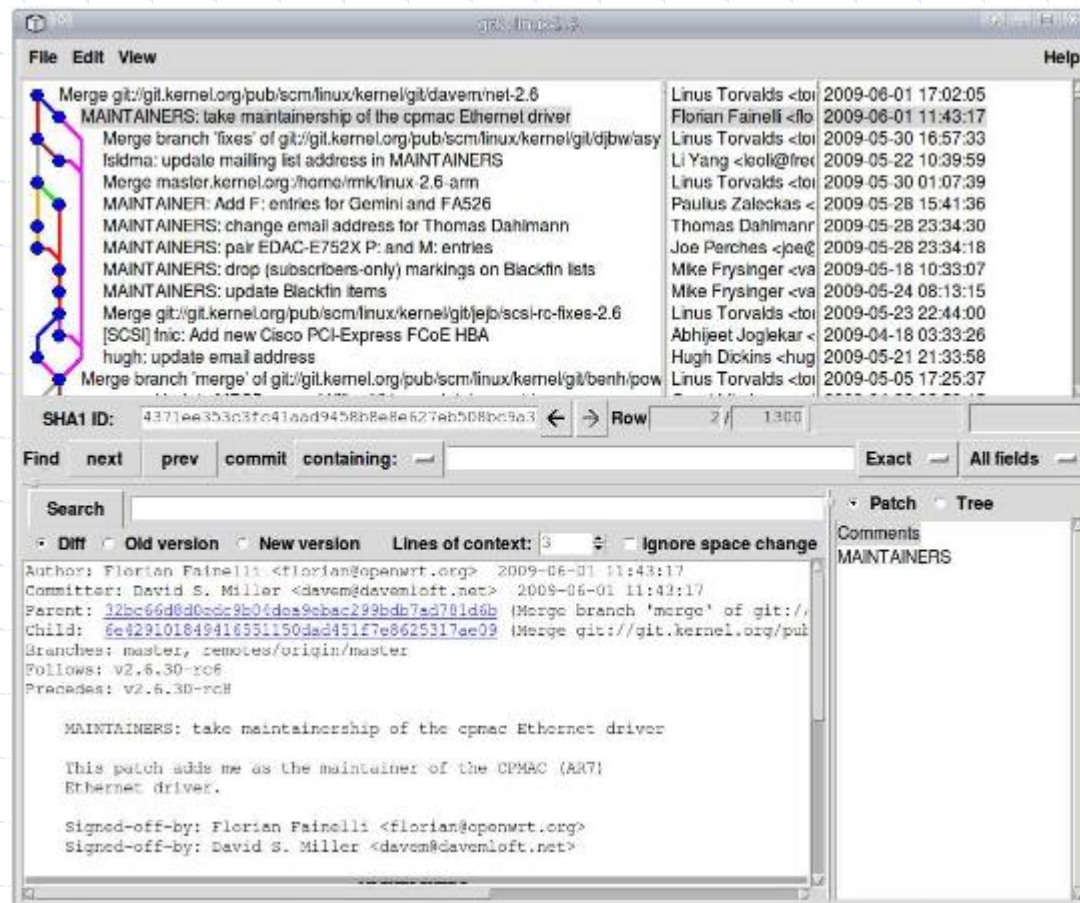 gitk: linux-2.6
File Edit View Help
Merge git://git.kernel.org/pub/scm/linux/kernel/git/davem/net-2.6 Linus Torvalds <tor 2009-06-01 17:02:05
MAINTAINERS: take maintainership of the cpmac Ethernet driver Florian Fainelli <flo 2009-06-01 11:43:17
Merge branch 'fixes' of git://git.kernel.org/pub/scm/linux/kernel/git/djbw/asy Linus Torvalds <tor 2009-05-30 16:57:33
fsldma: update mailling list address in MAINTAINERS Li Yang <leoli@free 2009-05-22 10:39:59
Merge master.kernel.org:/home/rmk/linux-2.6-arm Linus Torvalds <tor 2009-05-30 01:07:39
MAINTAINER: Add F: entries for Gemini and FA526 Paulius Zaleckas < 2009-05-28 15:41:36
MAINTAINERS: change email address for Thomas Dahlmann Thomas Dahlmann 2009-05-28 23:34:30
MAINTAINERS: pair EDAC-E752X P: and M: entries Joe Perches <joe@ 2009-05-28 23:34:18
MAINTAINERS: drop (subscribers-only) markings on Blackfin lists Mike Frysinger <va 2009-05-18 10:33:07
MAINTAINERS: update Blackfin items Mike Frysinger <va 2009-05-24 08:13:15
Merge git://git.kernel.org/pub/scm/linux/kernel/git/jejb/scsi-rc-fixes-2.6 Linus Torvalds <tor 2009-05-23 22:44:00
[SCSI] fnic: Add new Cisco PCI-Express FCoE HBA Abhijeet Joglekar < 2009-04-18 03:33:26
hugh: update email address Hugh Dickins <hug 2009-05-21 21:33:58
Merge branch 'merge' of git://git.kernel.org/pub/scm/linux/kernel/git/benh/pow Linus Torvalds <tor 2009-05-05 17:25:37
SHA1 ID: 4371ee353c3fc41aad9458b8e8e627eb508bc9a3 ← → Row 2 / 1300
Find next prev commit containing: Exact All fields
Search Patch Tree
Diff Old version New version Lines of context: 3 Ignore space change
Comments
MAINTAINERS
Author: Florian Fainelli <florian@openwrt.org> 2009-06-01 11:43:17
Committer: David S. Miller <davem@davemloft.net> 2009-06-01 11:43:17
Parent: 32bc66d8d0edc9b04dea9ebac299bdb7ad781d6b (Merge branch 'merge' of git:/
Child: 6e429101849416551150dad451f7e8625317ae09 (Merge git://git.kernel.org/pub
Branches: master, remotes/origin/master
Follows: v2.6.30-rc6
Precedes: v2.6.30-rc8
MAINTAINERS: take maintainership of the cpmac Ethernet driver
This patch adds me as the maintainer of the CPMAC (AR7)
Ethernet driver.
Signed-off-by: Florian Fainelli <florian@openwrt.org>
Signed-off-by: David S. Miller <davem@davemloft.net>